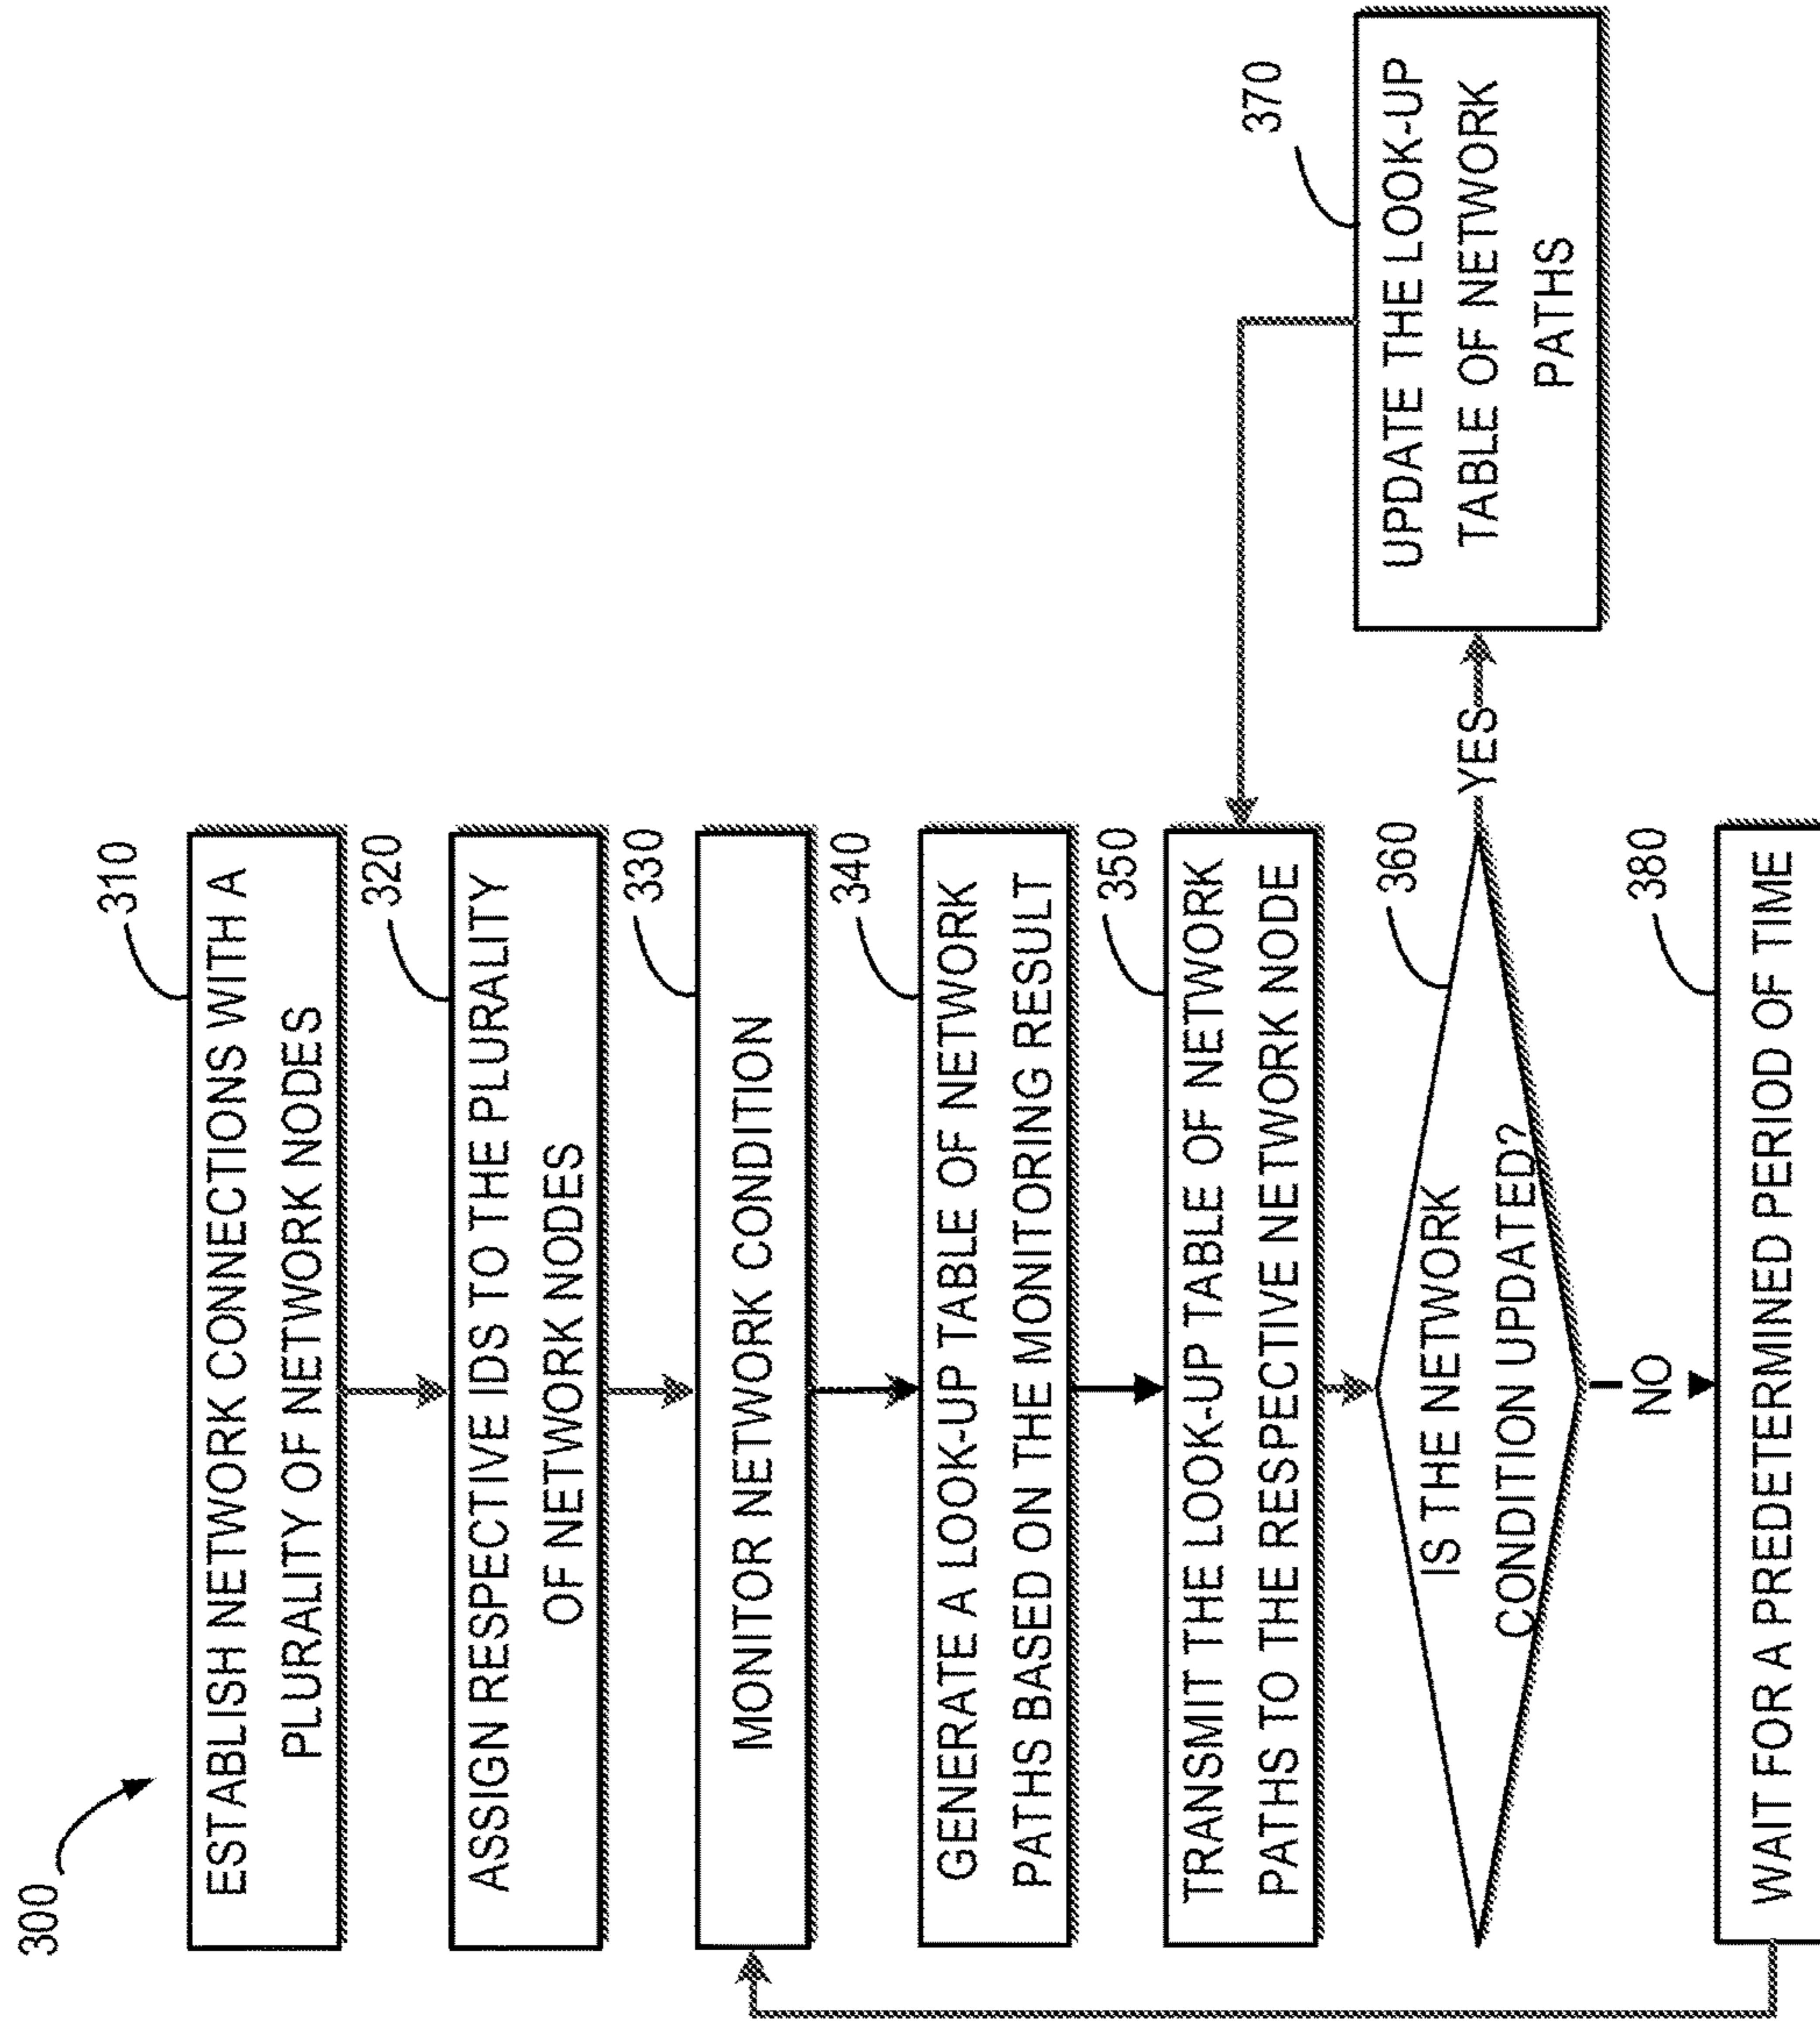 300
310
ESTABLISH NETWORK CONNECTIONS WITH A
PLURALITY OF NETWORK NODES
320
ASSIGN RESPECTIVE IDS TO THE PLURALITY
OF NETWORK NODES
330
MONITOR NETWORK CONDITION
340
GENERATE A LOOK-UP TABLE OF NETWORK
PATHS BASED ON THE MONITORING RESULT
350
TRANSMIT THE LOOK-UP TABLE OF NETWORK
PATHS TO THE RESPECTIVE NETWORK NODE
360
IS THE NETWORK
CONDITION UPDATED?
YES
370
UPDATE THE LOOK-UP
TABLE OF NETWORK
PATHS
NO
380
WAIT FOR A PREDETERMINED PERIOD OF TIME